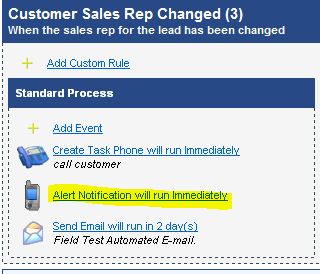 Customer Sales Rep Changed (3)
When the sales rep for the lead has been changed
Add Custom Rule
Standard Process
Add Event
Create Task Phone will run Immediately
call customer
Alert Notification will run Immediately
Send Email will run in 2 day(s)
Field Test Automated E-mail.